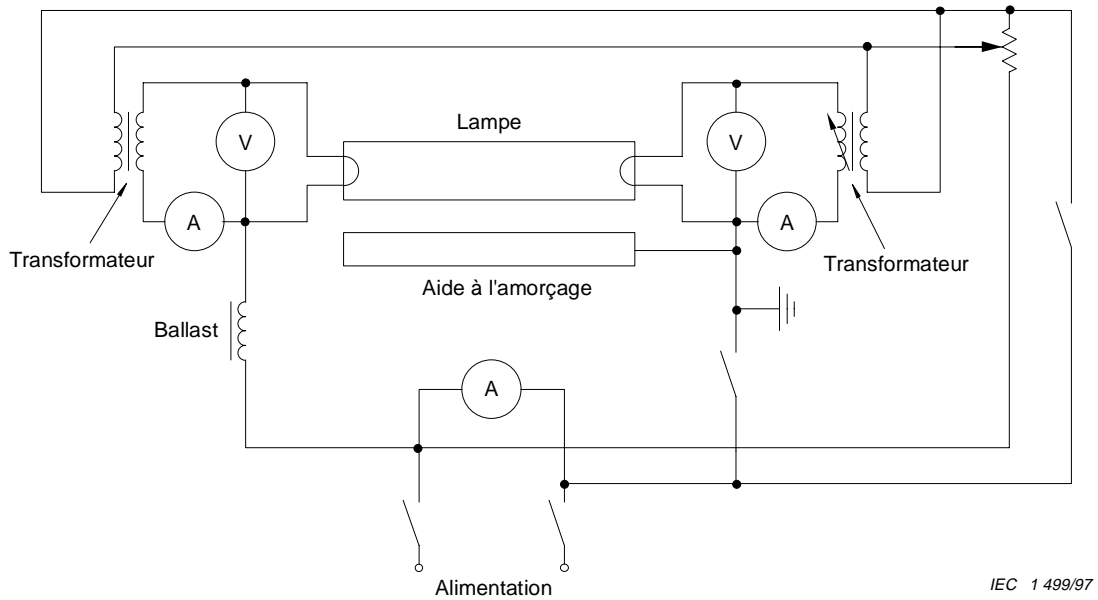 Lampe
V
V
A
A
Transformateur
Transformateur
Aide à l'amorçage
Ballast
A
Alimentation
IEC 1 499/97